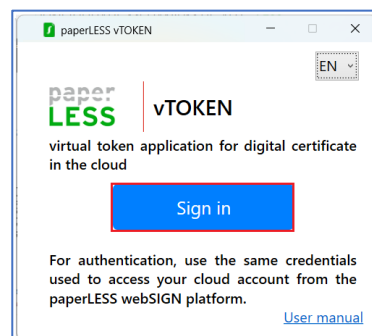 paperLESS vTOKEN
EN
paper
LESS
vTOKEN
virtual token application for digital certificate
in the cloud
Sign in
For authentication, use the same credentials
used to access your cloud account from the
paperLESS webSIGN platform.
User manual